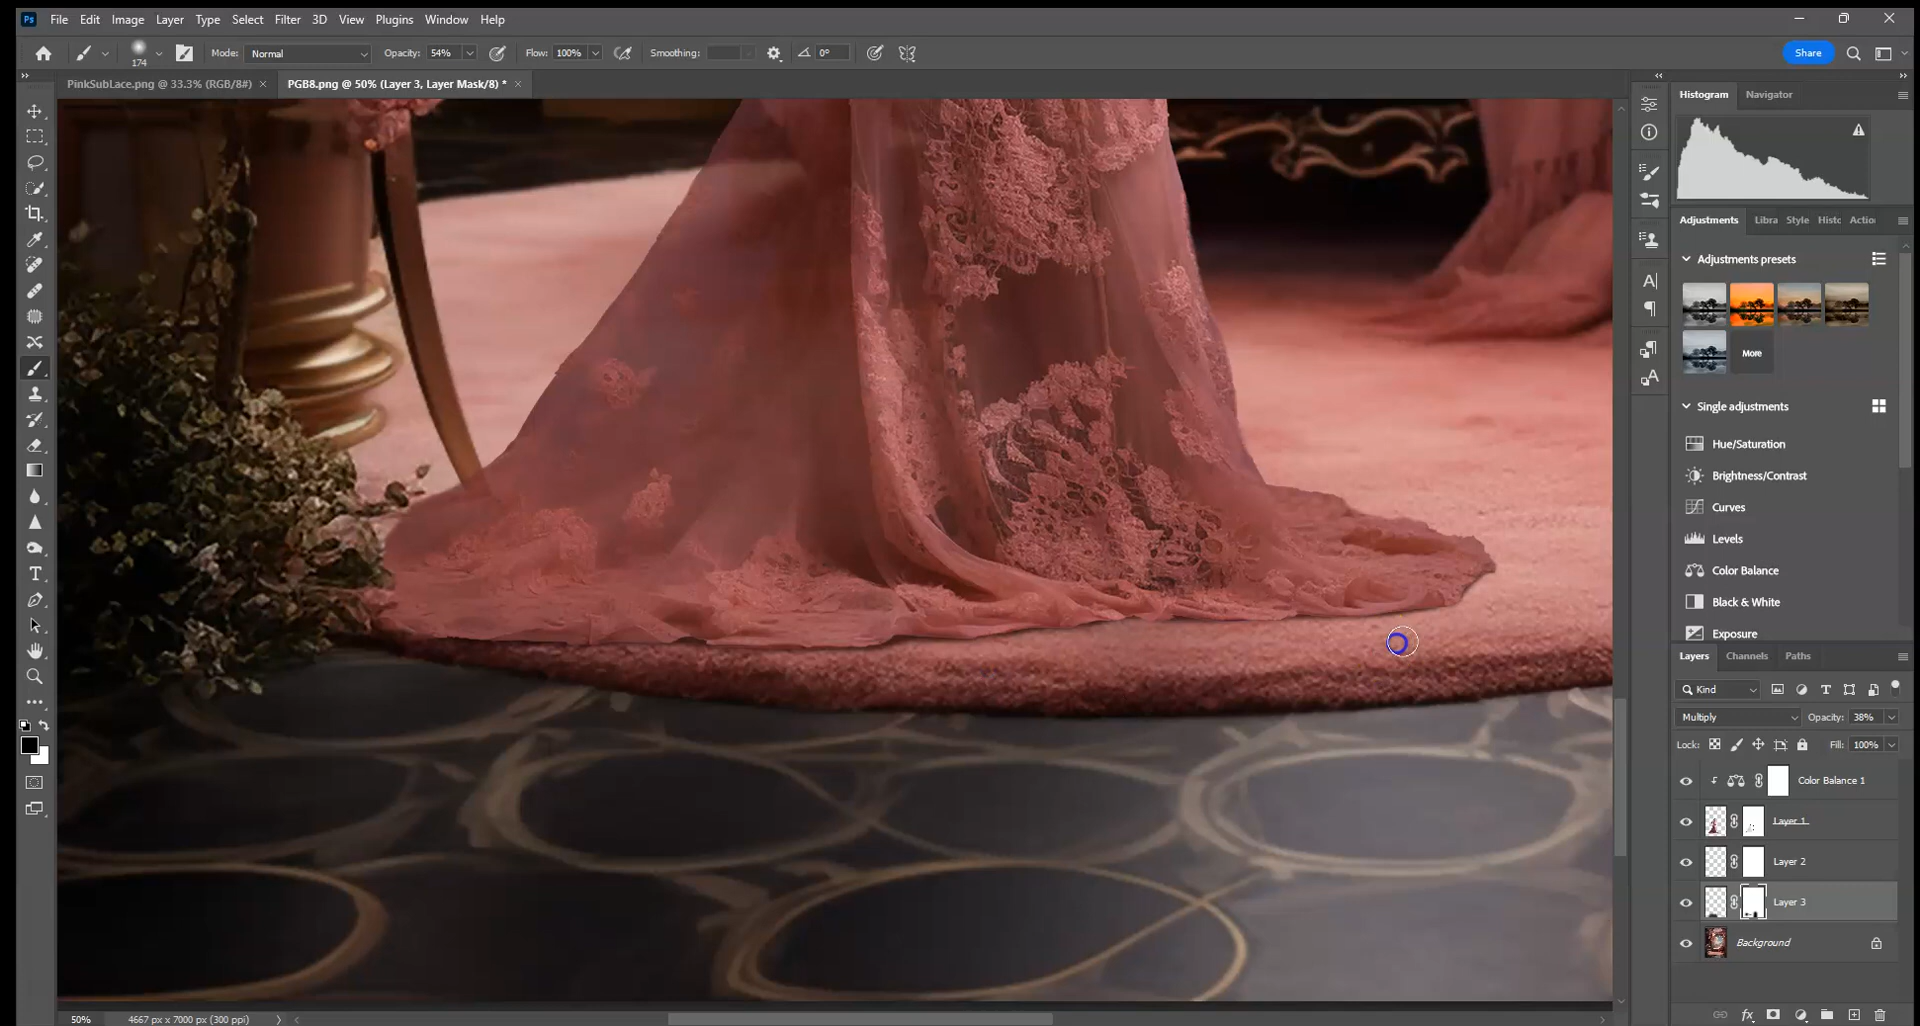 Ps File Edit Image Layer Type Select Filter 3D View Plugins Window Help
174 Mode: Normal Opacity: 54% Flow: 100% Smoothing: 0° Share
PinkSubLace.png @ 33.3% (RGB/8#) × PGB8.png @ 50% (Layer 3, Layer Mask/8) * ×
Histogram Navigator
Adjustments Libra Style Histc Actio
Adjustments presets
More
Single adjustments
Hue/Saturation
Brightness/Contrast
Curves
Levels
Color Balance
Black & White
Exposure
Layers Channels Paths
Kind
Multiply Opacity: 38%
Lock: Fill: 100%
Color Balance 1
Layer 1
Layer 2
Layer 3
Background
fx
50% 4667 px x 7000 px (300 ppi)